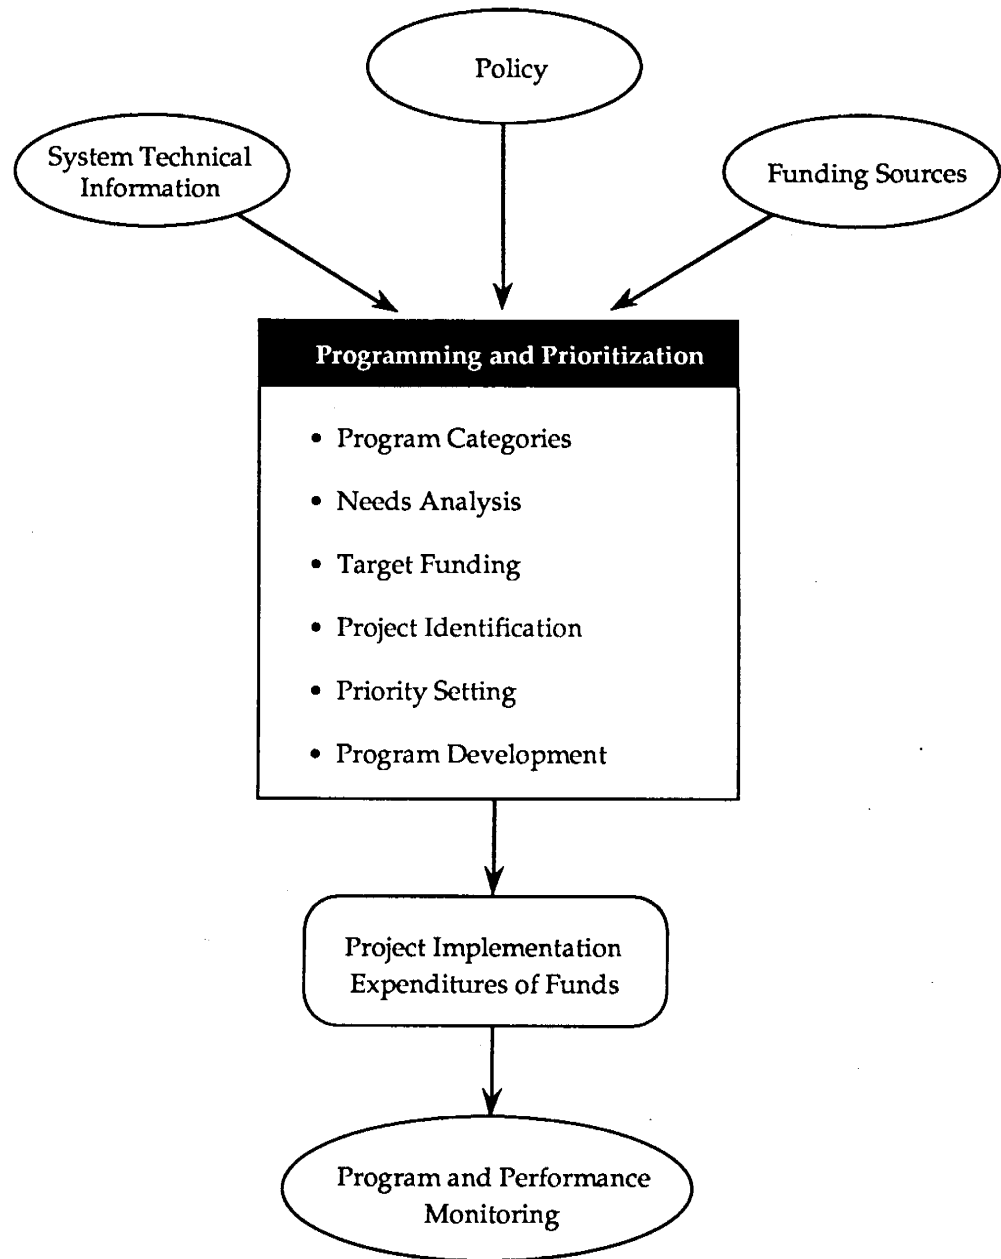 Policy
System Technical
Information
Funding Sources
Programming and Prioritization
• Program Categories
• Needs Analysis
• Target Funding
• Project Identification
• Priority Setting
• Program Development
Project Implementation
Expenditures of Funds
Program and Performance
Monitoring